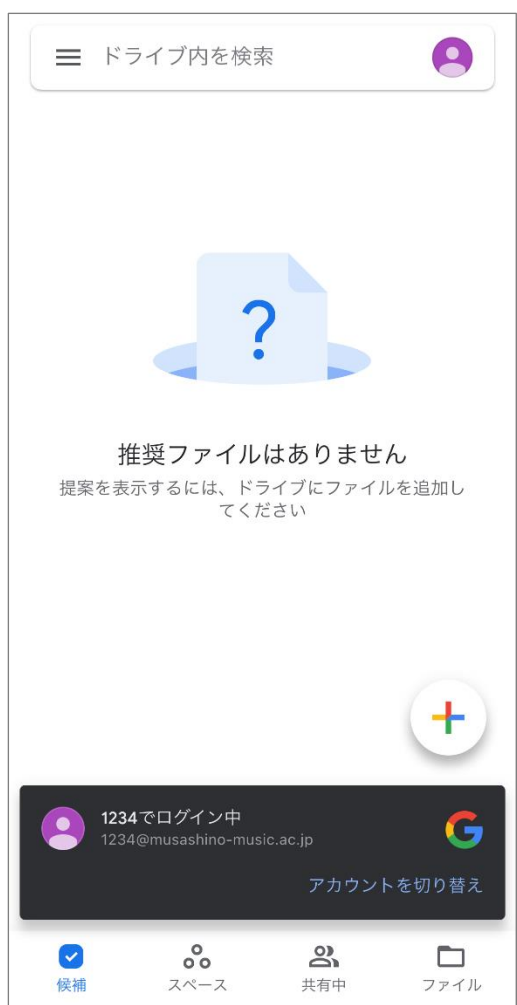 ドライブ内を検索
?
推奨ファイルはありません
提案を表示するには、ドライブにファイルを追加し
てください
1234でログイン中
1234@musashino-music.ac.jp
アカウントを切り替え
候補
スペース
共有中
ファイル